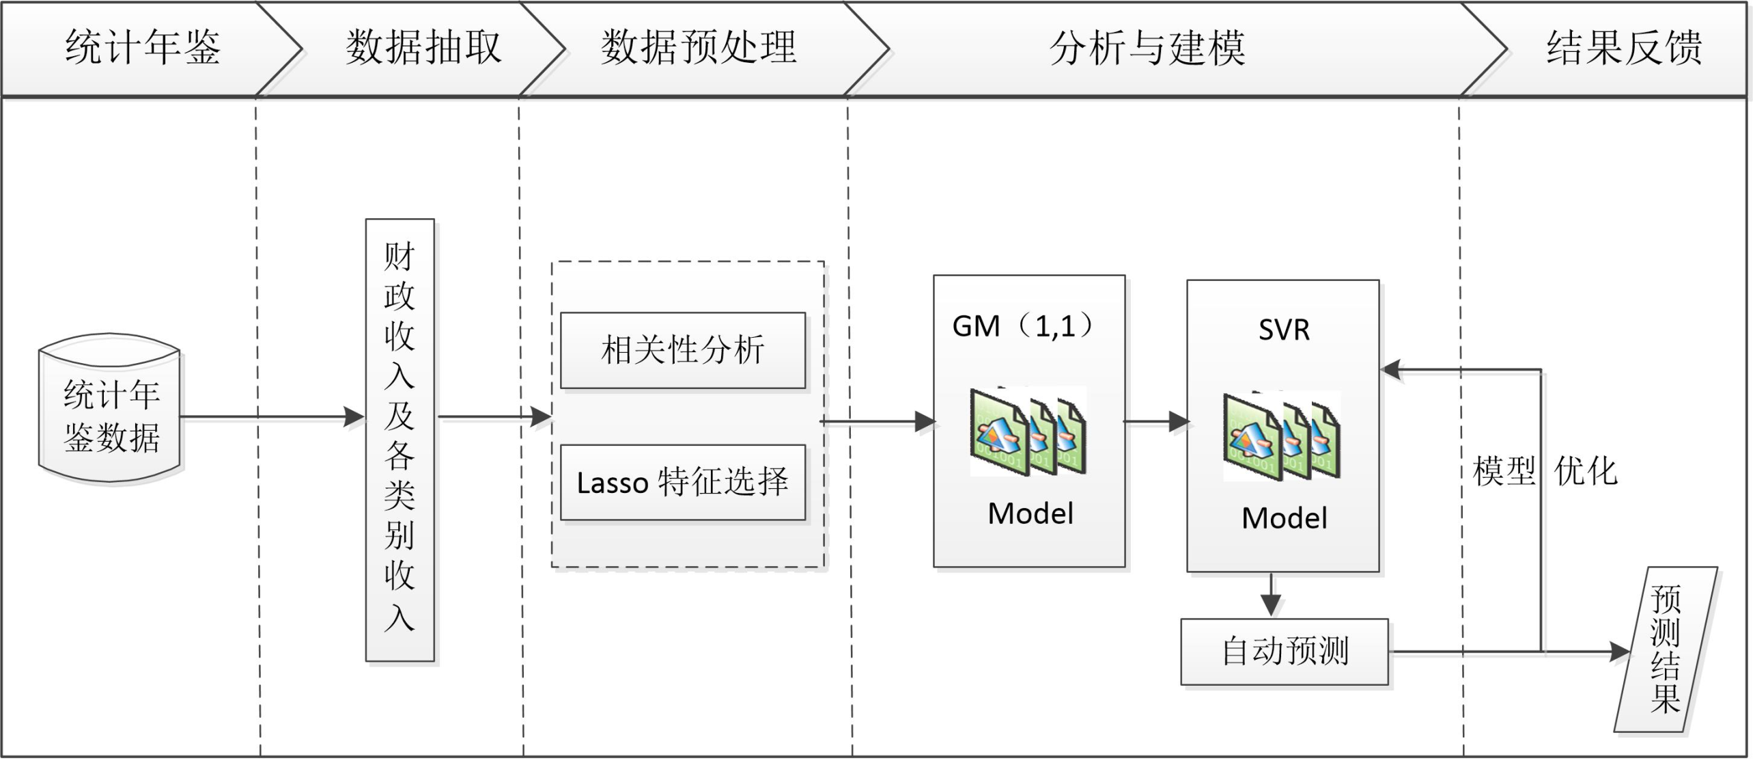 统计年鉴
数据抽取
数据预处理
分析与建模
结果反馈
统计年
鉴数据
财政收入及各类别收入
相关性分析
Lasso 特征选择
GM（1,1）
Model
SVR
Model
自动预测
模型 优化
预测结果